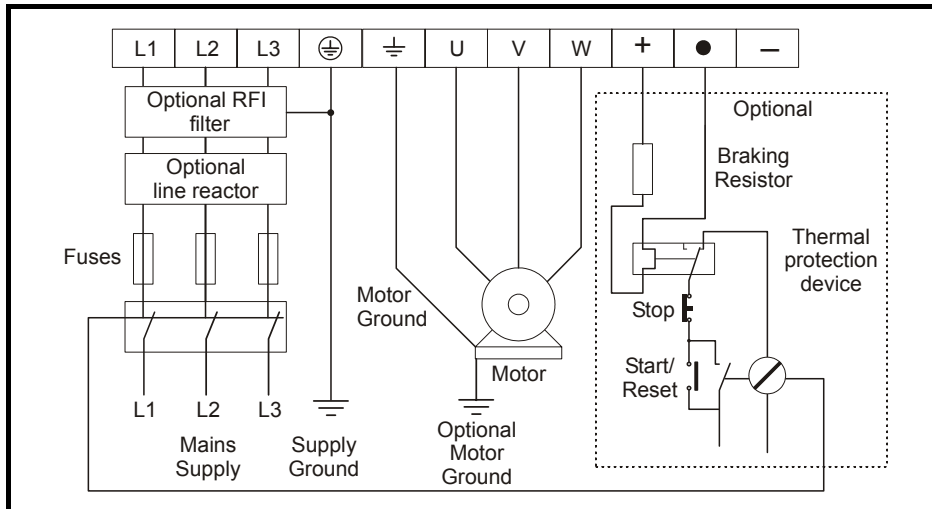 L1 L2 L3 U V W + ● −
Optional RFI
filter
Optional
line reactor
Fuses
L1 L2 L3
Mains
Supply
Supply
Ground
Motor
Ground
Motor
Optional
Motor
Ground
Optional
Braking
Resistor
Thermal
protection
device
Stop
Start/
Reset